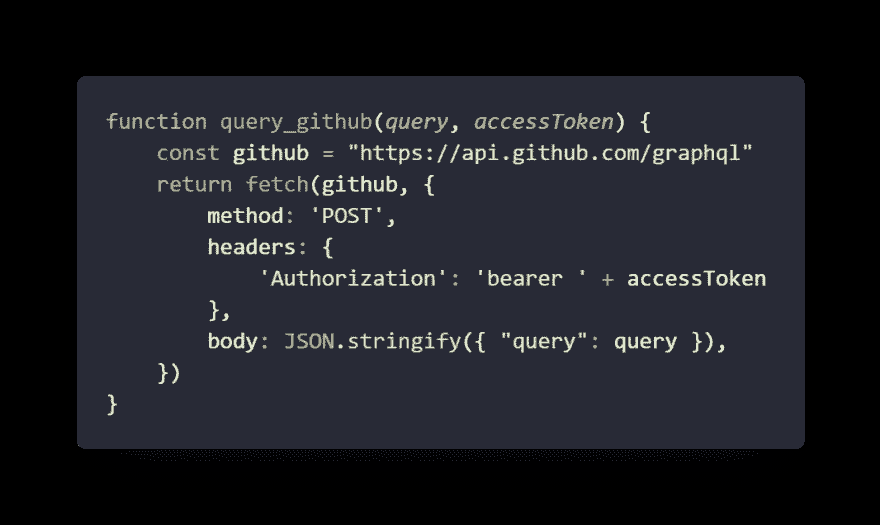 function query_github(query, accessToken) {
    const github = "https://api.github.com/graphql"
    return fetch(github, {
        method: 'POST',
        headers: {
            'Authorization': 'bearer ' + accessToken
        },
        body: JSON.stringify({ "query": query }),
    })
}